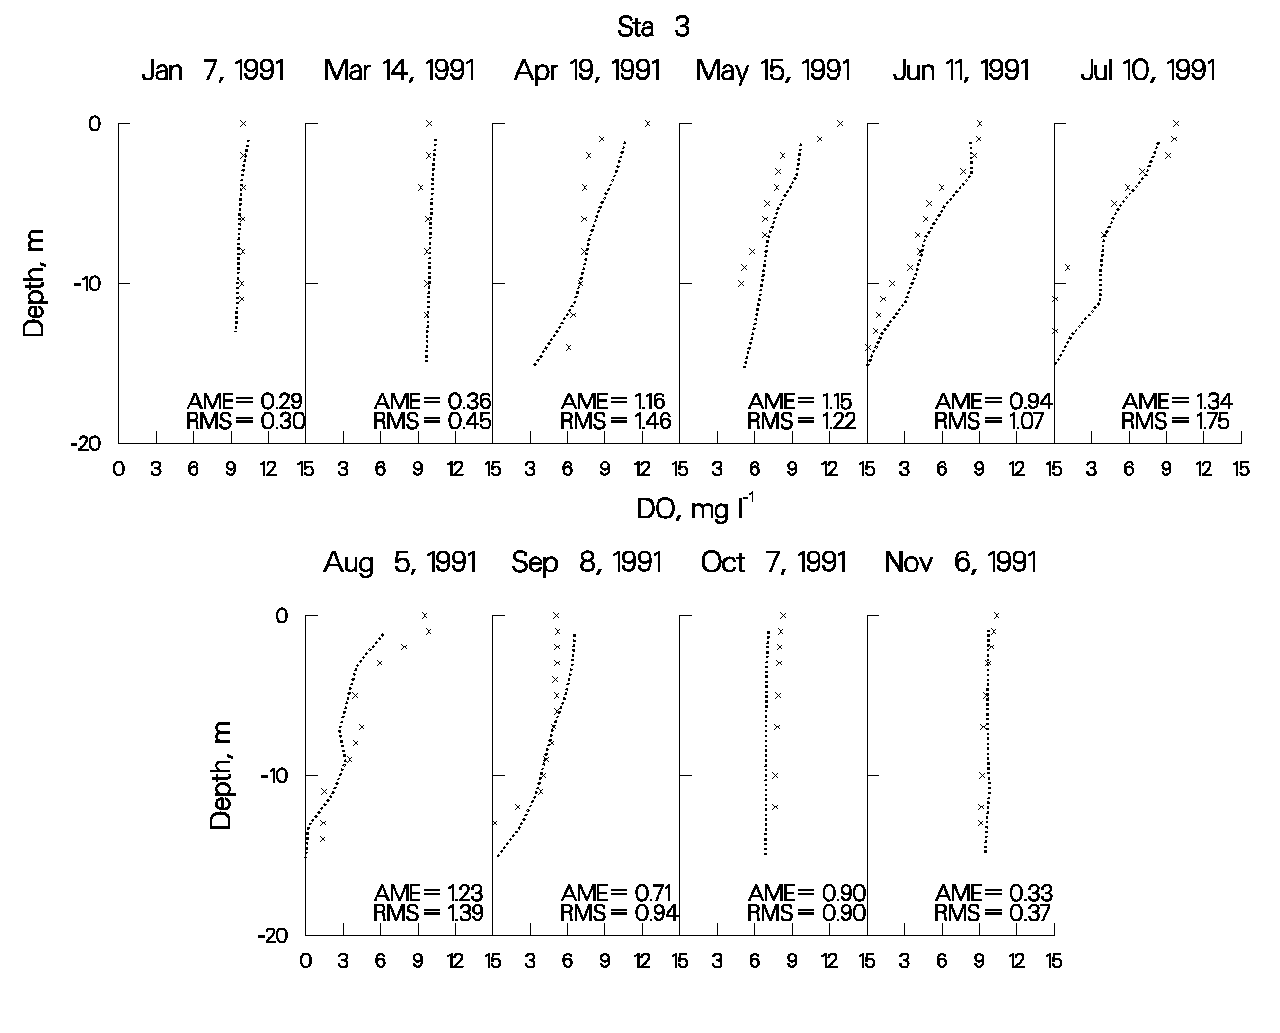 Sta 3
Jan 7, 1991 Mar 14, 1991 Apr 19, 1991 May 15, 1991 Jun 11, 1991 Jul 10, 1991
0
Depth, m
-10
AME= 0.29 AME= 0.36 AME= 1.16 AME= 1.15 AME= 0.94 AME= 1.34
RMS = 0.30 RMS = 0.45 RMS = 1.46 RMS = 1.22 RMS = 1.07 RMS = 1.75
-20
0 3 6 9 12 15 3 6 9 12 15 3 6 9 12 15 3 6 9 12 15 3 6 9 12 15 3 6 9 12 15
DO, mg l-1
Aug 5, 1991 Sep 8, 1991 Oct 7, 1991 Nov 6, 1991
0
Depth, m
-10
AME= 1.23 AME= 0.71 AME= 0.90 AME= 0.33
RMS = 1.39 RMS = 0.94 RMS = 0.90 RMS = 0.37
-20
0 3 6 9 12 15 3 6 9 12 15 3 6 9 12 15 3 6 9 12 15